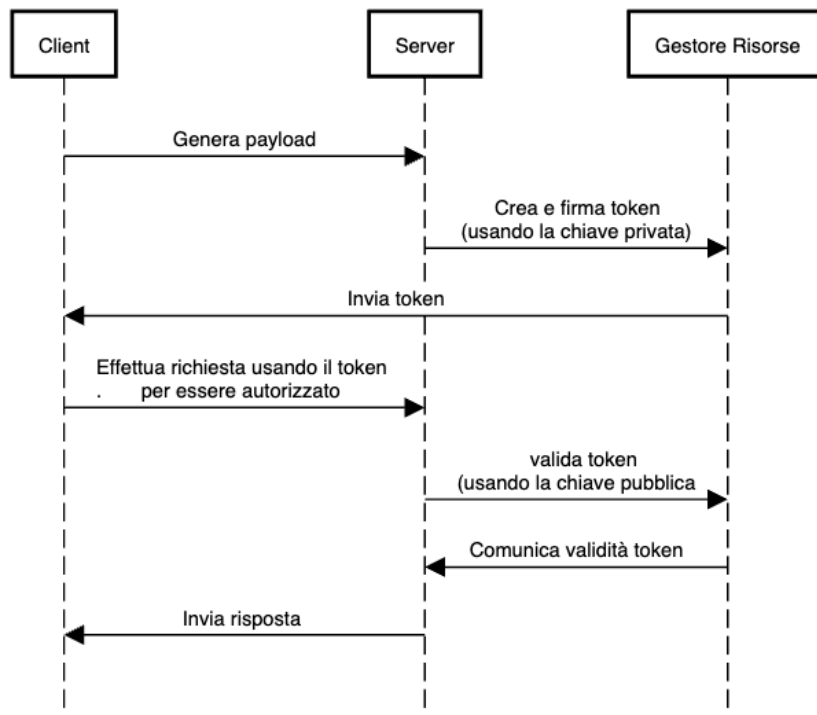 Client
Server
Gestore Risorse
Genera payload
Crea e firma token
(usando la chiave privata)
Invia token
Effettua richiesta usando il token
. per essere autorizzato
valida token
(usando la chiave pubblica
Comunica validità token
Invia risposta